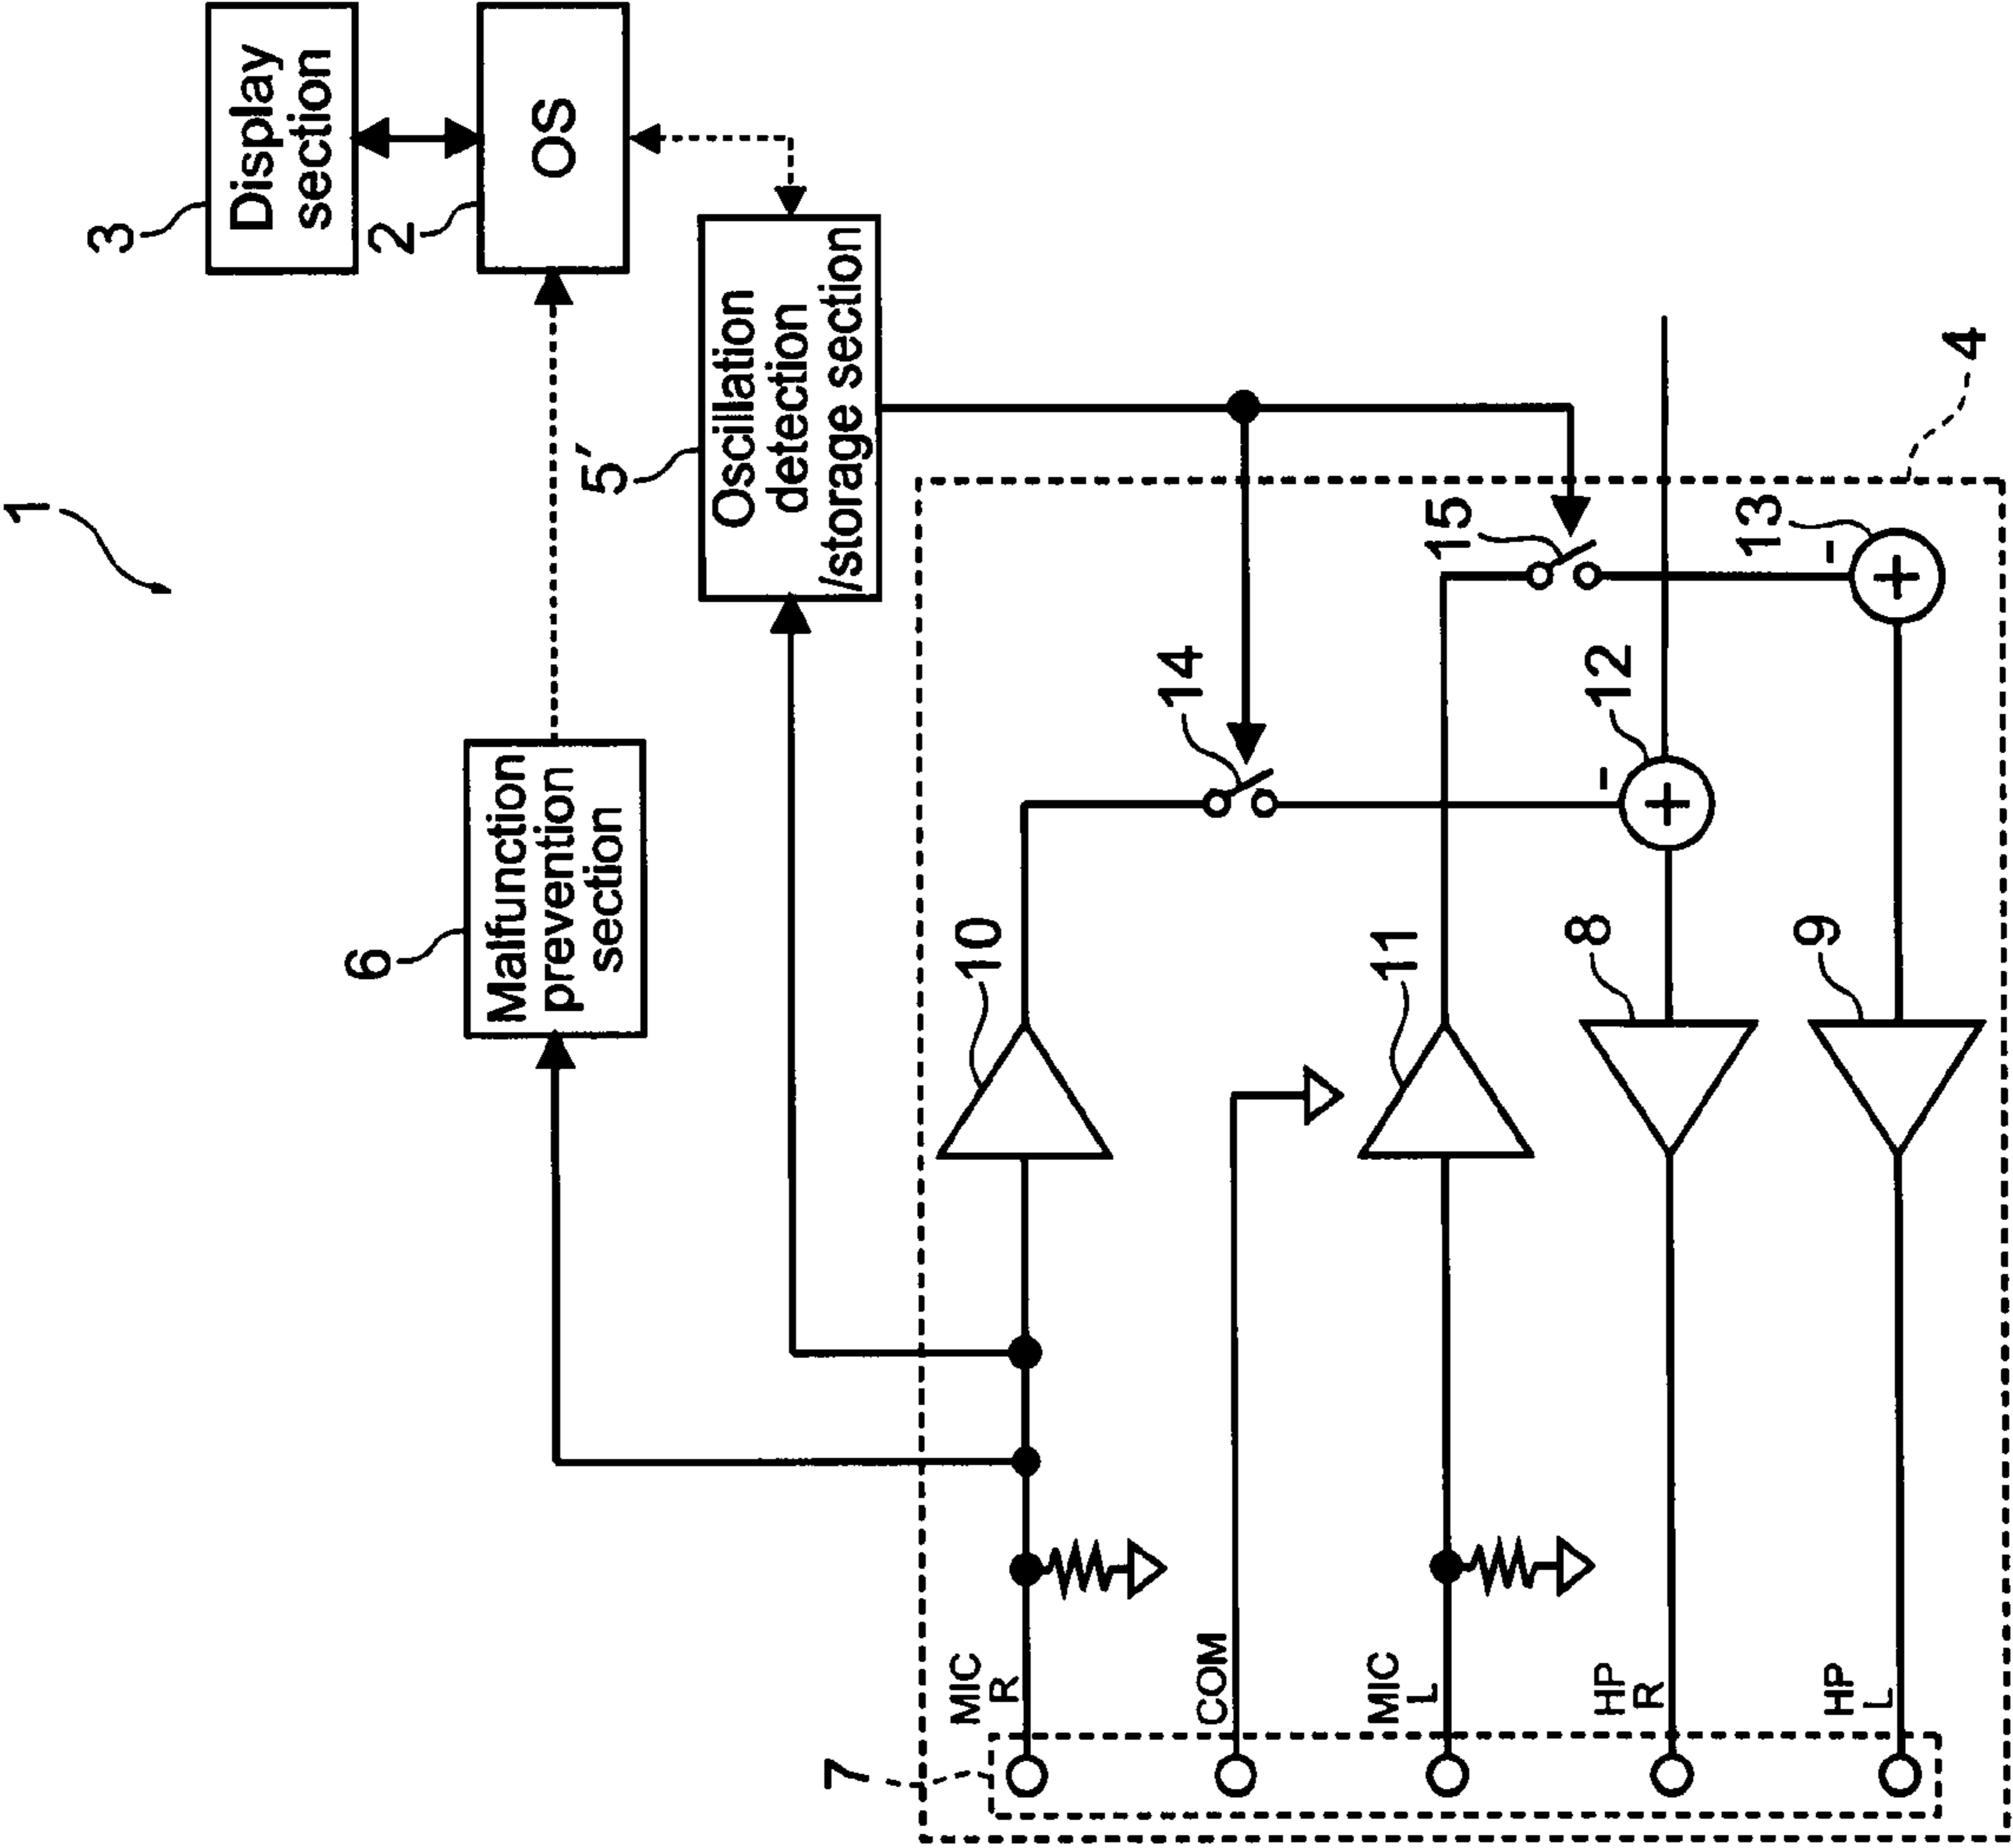 1
3
Display
section
2
OS
5′
Oscillation
detection
/storage section
6
Malfunction
prevention
section
4
10
14
11
15
12
-
+
13
-
+
8
9
7
MIC
R
COM
MIC
L
HP
R
HP
L